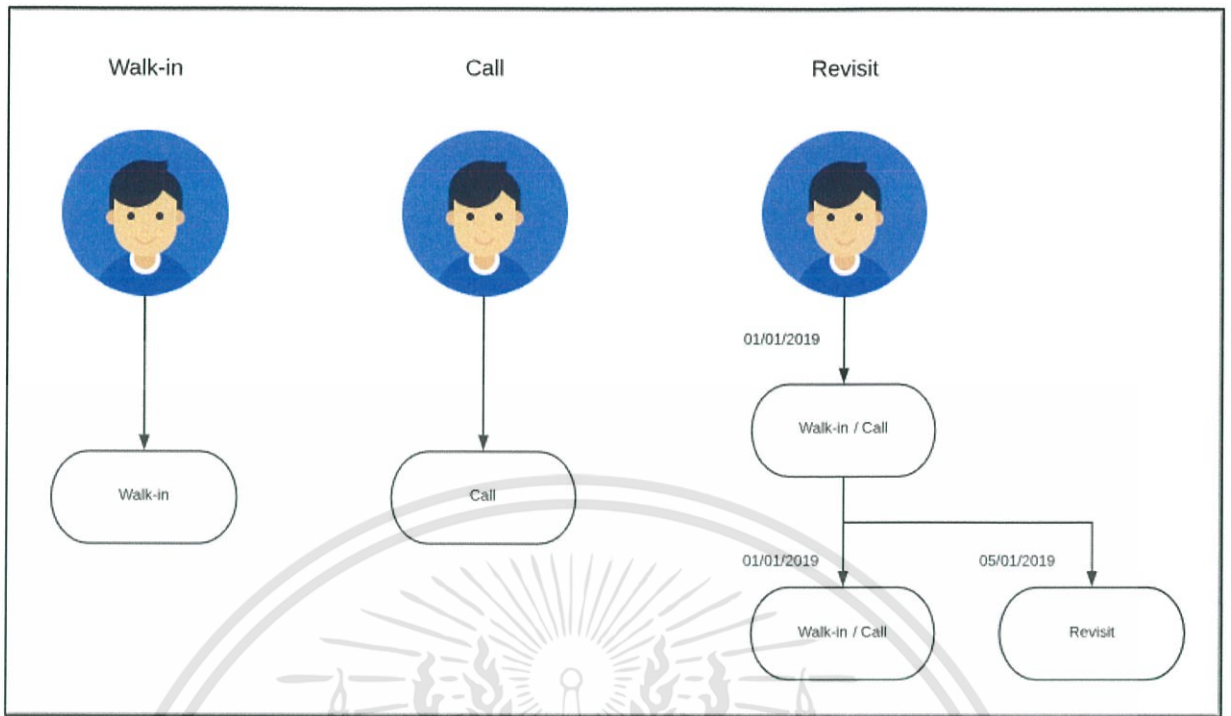 Walk-in
Call
Revisit
01/01/2019
Walk-in / Call
Walk-in
Call
01/01/2019
05/01/2019
Walk-in / Call
Revisit